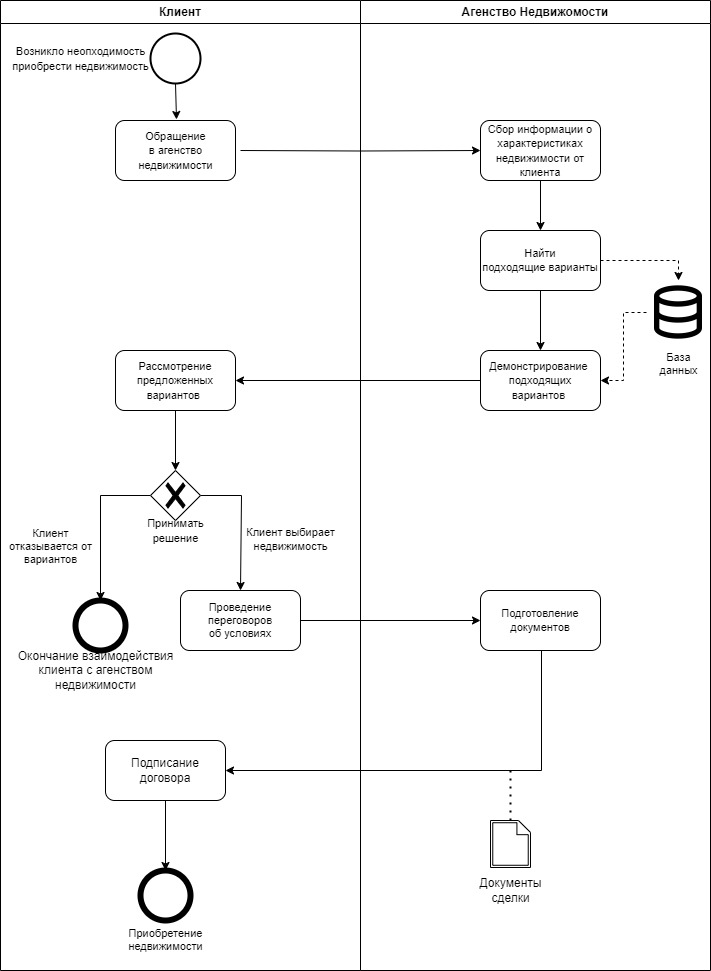 Клиент
Агенство Недвижомости
Возникло неопходимость
приобрести недвижимость
Обращение
в агенство
недвижимости
Сбор информации о
характеристиках
недвижимости от
клиента
Найти
подходящие варианты
База
данных
Рассмотрение
предложенных
вариантов
Демонстрирование
подходящих
вариантов
Принимать
решение
Клиент
отказывается от
вариантов
Клиент выбирает
недвижимость
Окончание взаимодействия
клиента с агенством
недвижимости
Проведение
переговоров
об условиях
Подготовление
документов
Подписание
договора
Документы
сделки
Приобретение
недвижимости